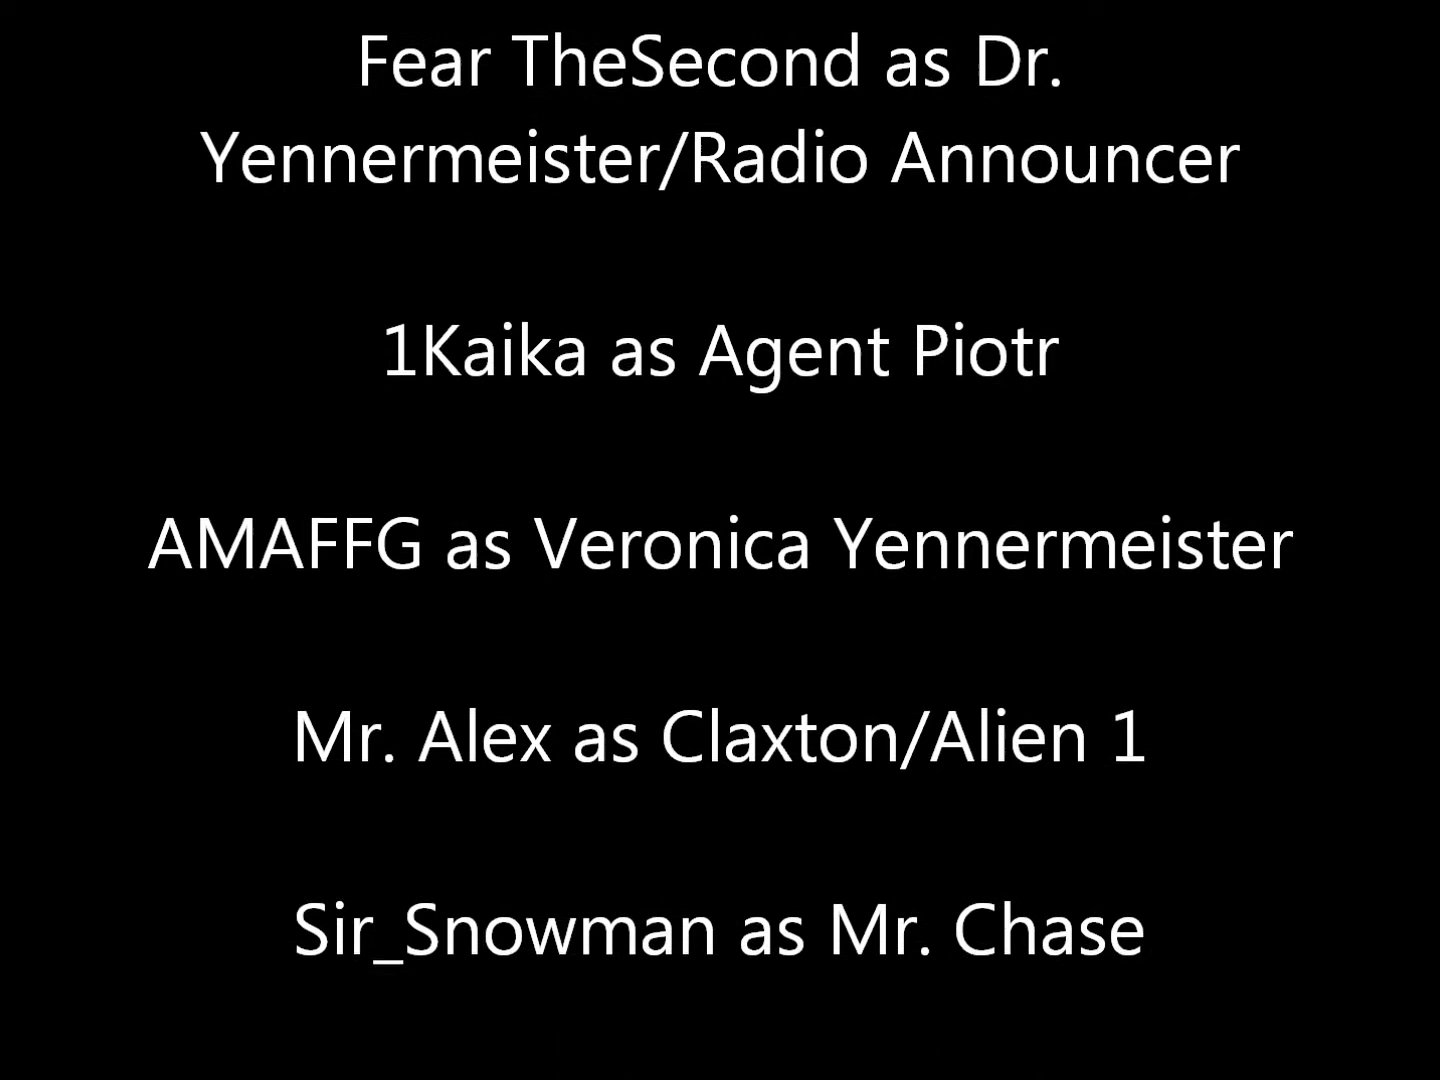 Fear TheSecond as Dr.
Yennermeister/Radio Announcer
1Kaika as Agent Piotr
AMAFFG as Veronica Yennermeister
Mr. Alex as Claxton/Alien 1
Sir_Snowman as Mr. Chase